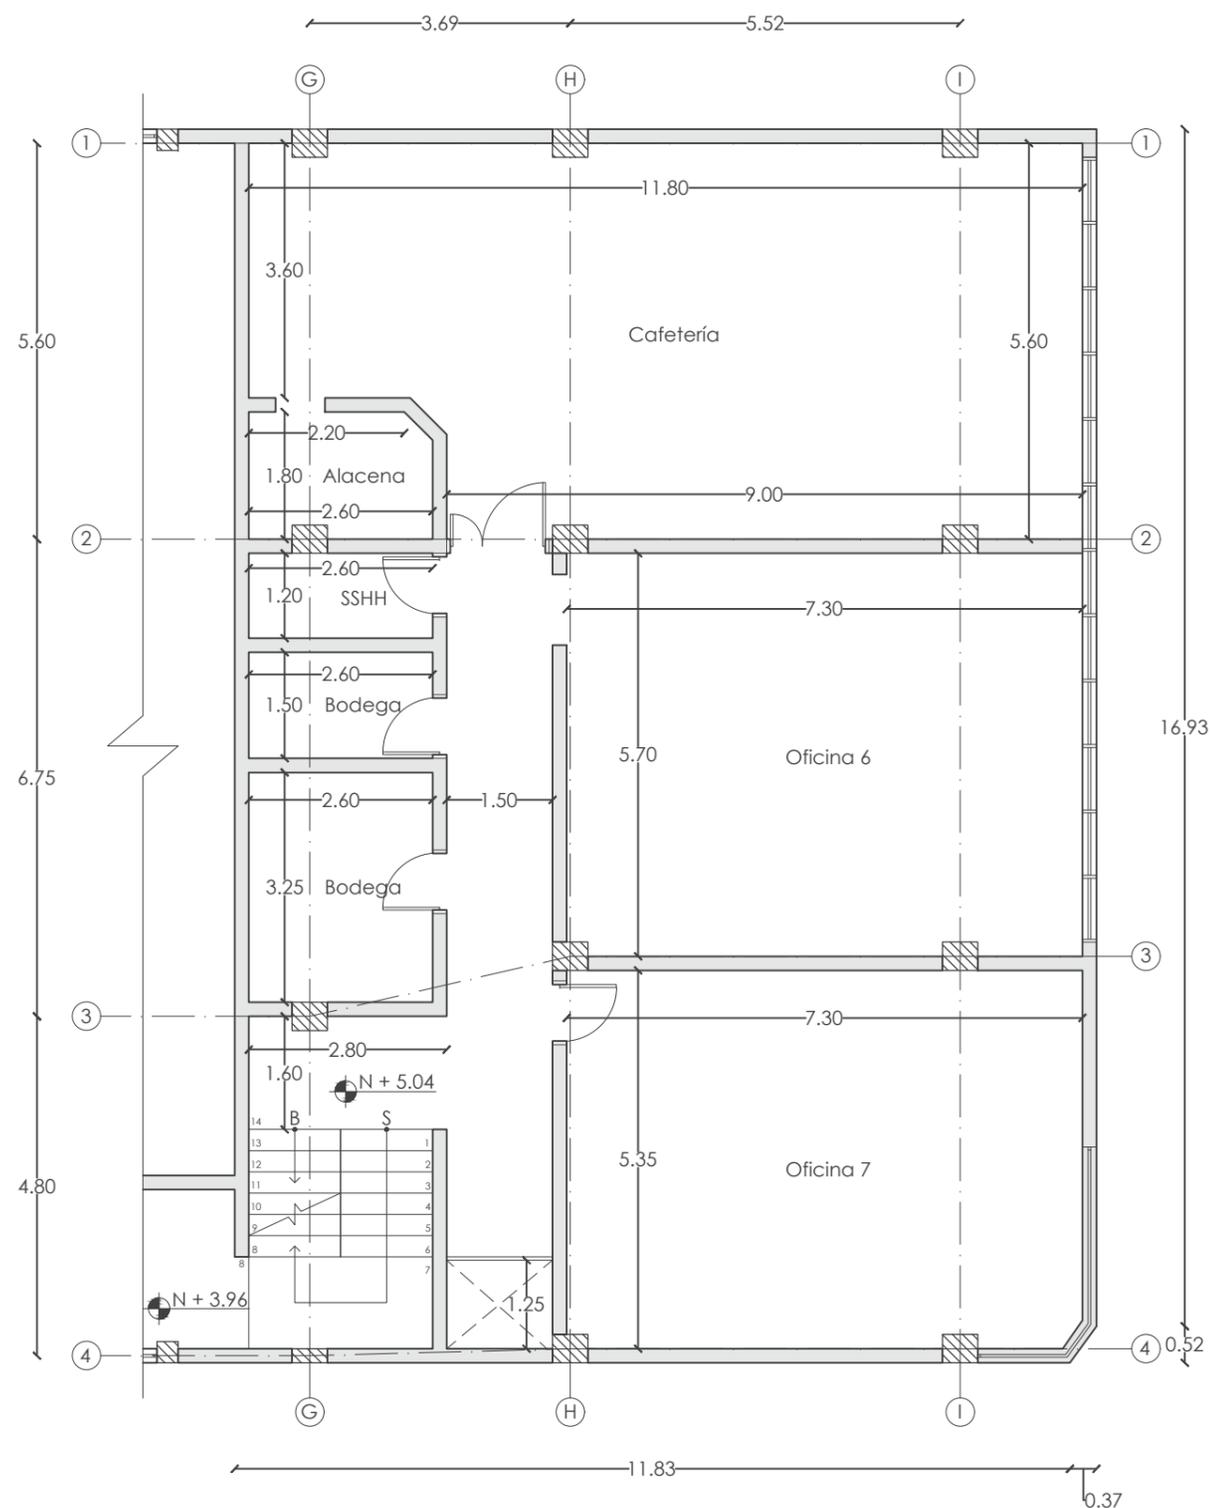 3.69 5.52
G H I
1 1
11.80
3.60
Cafetería
5.60 5.60
2.20
1.80 Alacena
9.00
2.60
2 2
2.60
1.20 SSHH
7.30
2.60
1.50 Bodega
16.93
5.70 Oficina 6
6.75
2.60 1.50
3.25 Bodega
3
3 7.30
2.80
1.60
N + 5.04
B S
14
13 1
12 2
11 3
10 4
9 5
8 6
8 7
5.35 Oficina 7
4.80
N + 3.96
1.25
0.52
4 4
G H I
11.83
0.37